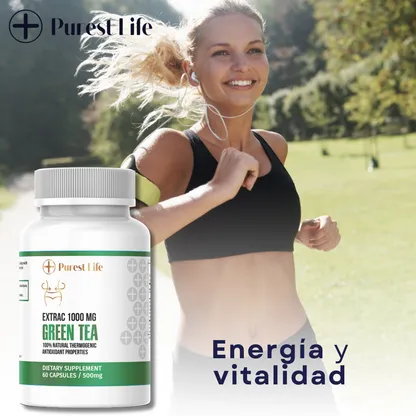 Purest Life
Purest Life
EXTRAC 1000 MG
GREEN TEA
100% NATURAL THERMOGENIC
ANTIOXIDANT PROPERTIES
DIETARY SUPPLEMENT
60 CAPSULES / 500mg
Energía y
vitalidad